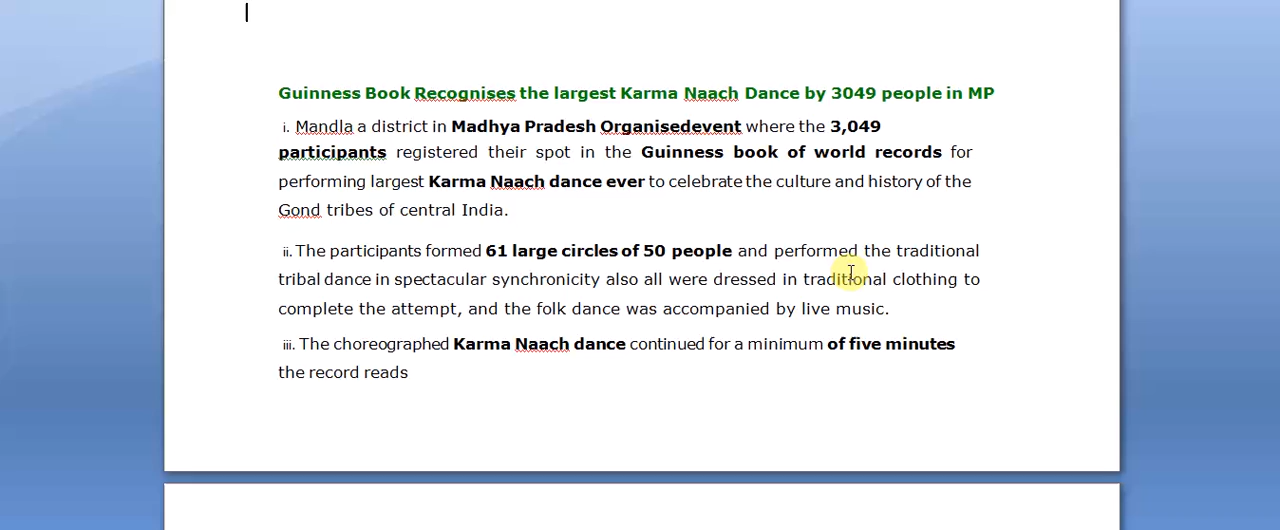 Guinness Book Recognises the largest Karma Naach Dance by 3049 people in MP
i. Mandla a district in Madhya Pradesh Organisedevent where the 3,049
participants registered their spot in the Guinness book of world records for
performing largest Karma Naach dance ever to celebrate the culture and history of the
Gond tribes of central India.
ii. The participants formed 61 large circles of 50 people and performed the traditional
tribal dance in spectacular synchronicity also all were dressed in traditional clothing to
complete the attempt, and the folk dance was accompanied by live music.
iii. The choreographed Karma Naach dance continued for a minimum of five minutes
the record reads